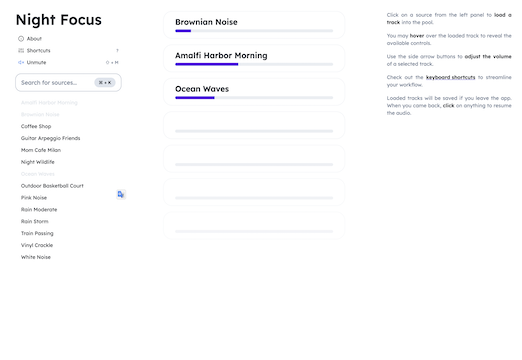 Night Focus
About
Shortcuts ?
Unmute ⇧ + M
Search for sources... ⌘ + K
Amalfi Harbor Morning
Brownian Noise
Coffee Shop
Guitar Arpeggio Friends
Mom Cafe Milan
Night Wildlife
Ocean Waves
Outdoor Basketball Court
Pink Noise
Rain Moderate
Rain Storm
Train Passing
Vinyl Crackle
White Noise
Brownian Noise
Amalfi Harbor Morning
Ocean Waves
Click on a source from the left panel to load a
track into the pool.
You may hover over the loaded track to reveal the
available controls.
Use the side arrow buttons to adjust the volume
of a selected track.
Check out the keyboard shortcuts to streamline
your workflow.
Loaded tracks will be saved if you leave the app.
When you came back, click on anything to resume
the audio.